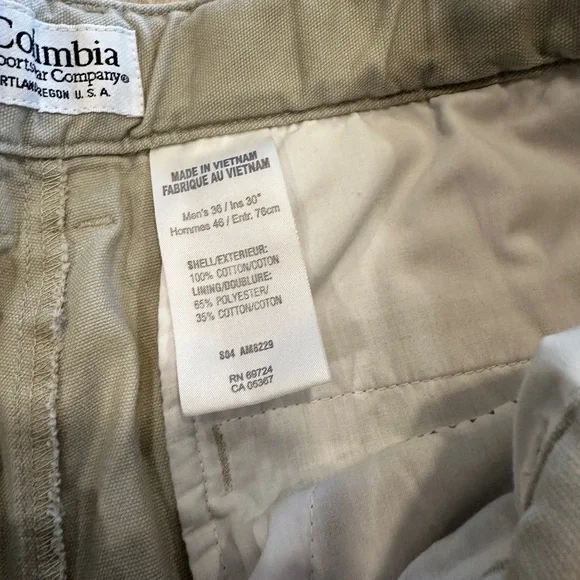 Columbia
Sportswear Company®
PORTLAND OREGON U.S.A.
MADE IN VIETNAM
FABRIQUE AU VIETNAM
Men's 36 / Ins 30"
Hommes 46 / Entr. 76cm
SHELL/EXTERIEUR:
100% COTTON/COTON
LINING/DOUBLURE:
65% POLYESTER/
35% COTTON/COTON
S04 AM8229
RN 69724
CA 05367